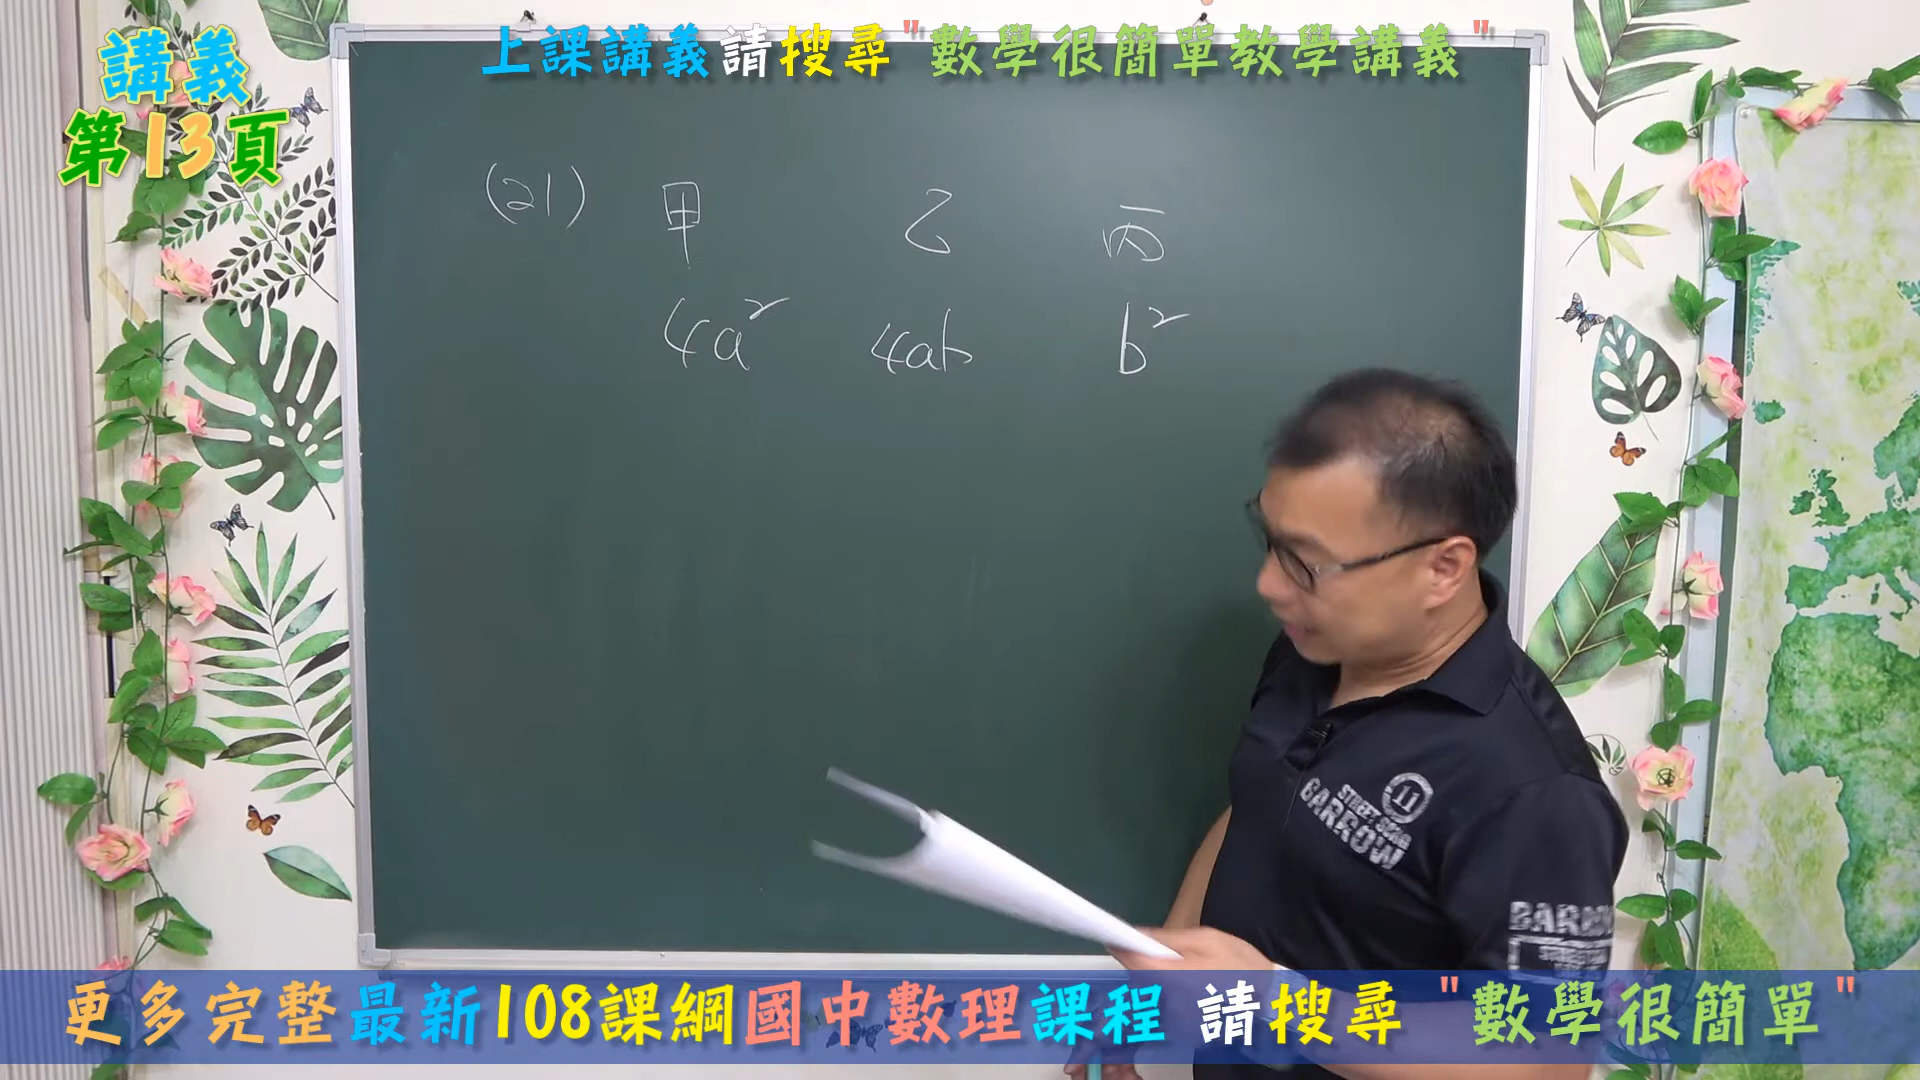 上課講義請搜尋"數學很簡單教學講義"
講義
第13頁
(21) 甲 乙 丙
4a² 4ab b²
11
STREET SONG
BARROW
更多完整最新108課綱國中數理課程 請搜尋 "數學很簡單"